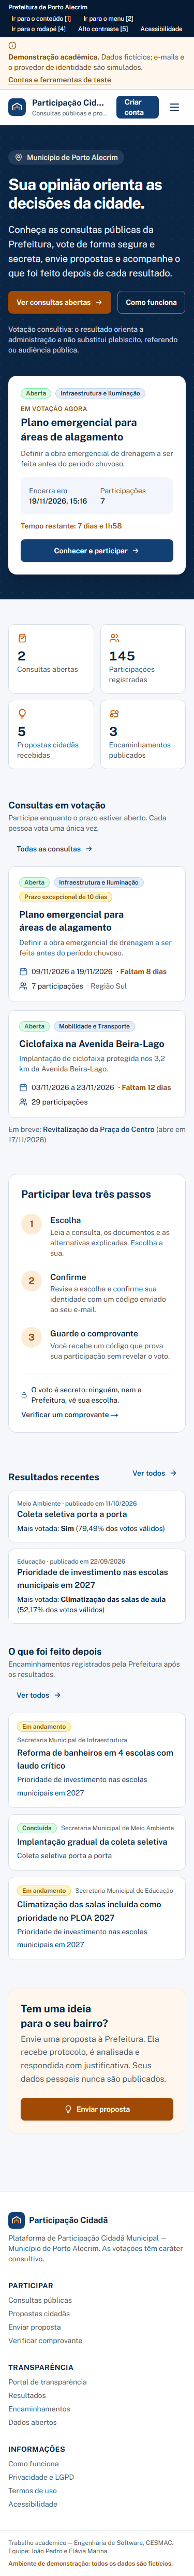 Prefeitura de Porto Alecrim
Ir para o conteúdo [1] Ir para o menu [2]
Ir para o rodapé [4] Alto contraste [5] Acessibilidade
Demonstração acadêmica. Dados fictícios; e-mails e
o provedor de identidade são simulados.
Contas e ferramentas de teste
Participação Cid...
Consultas públicas e pro...
Criar
conta
Município de Porto Alecrim
Sua opinião orienta as
decisões da cidade.
Conheça as consultas públicas da
Prefeitura, vote de forma segura e
secreta, envie propostas e acompanhe o
que foi feito depois de cada resultado.
Ver consultas abertas →
Como funciona
Votação consultiva: o resultado orienta a
administração e não substitui plebiscito, referendo
ou audiência pública.
Aberta Infraestrutura e Iluminação
EM VOTAÇÃO AGORA
Plano emergencial para
áreas de alagamento
Definir a obra emergencial de drenagem a ser
feita antes do período chuvoso.
Encerra em Participações
19/11/2026, 15:16 7
Tempo restante: 7 dias e 1h58
Conhecer e participar →
2
Consultas abertas
145
Participações
registradas
5
Propostas cidadãs
recebidas
3
Encaminhamentos
publicados
Consultas em votação
Participe enquanto o prazo estiver aberto. Cada
pessoa vota uma única vez.
Todas as consultas →
Aberta Infraestrutura e Iluminação
Prazo excepcional de 10 dias
Plano emergencial para
áreas de alagamento
Definir a obra emergencial de drenagem a ser
feita antes do período chuvoso.
09/11/2026 a 19/11/2026 · Faltam 8 dias
7 participações · Região Sul
Aberta Mobilidade e Transporte
Ciclofaixa na Avenida Beira-Lago
Implantação de ciclofaixa protegida nos 3,2
km da Avenida Beira-Lago.
03/11/2026 a 23/11/2026 · Faltam 12 dias
29 participações
Em breve: Revitalização da Praça do Centro (abre em
17/11/2026)
Participar leva três passos
1
Escolha
Leia a consulta, os documentos e as
alternativas explicadas. Escolha a
sua.
2
Confirme
Revise a escolha e confirme sua
identidade com um código enviado
ao seu e-mail.
3
Guarde o comprovante
Você recebe um código que prova
sua participação sem revelar o voto.
O voto é secreto: ninguém, nem a
Prefeitura, vê sua escolha.
Verificar um comprovante →
Resultados recentes
Ver todos →
Meio Ambiente · publicado em 11/10/2026
Coleta seletiva porta a porta
Mais votada: Sim (79,49% dos votos válidos)
Educação · publicado em 22/09/2026
Prioridade de investimento nas escolas
municipais em 2027
Mais votada: Climatização das salas de aula
(52,17% dos votos válidos)
O que foi feito depois
Encaminhamentos registrados pela Prefeitura após
os resultados.
Ver todos →
Em andamento
Secretaria Municipal de Infraestrutura
Reforma de banheiros em 4 escolas com
laudo crítico
Prioridade de investimento nas escolas
municipais em 2027
Concluída Secretaria Municipal de Meio Ambiente
Implantação gradual da coleta seletiva
Coleta seletiva porta a porta
Em andamento Secretaria Municipal de Educação
Climatização das salas incluída como
prioridade no PLOA 2027
Prioridade de investimento nas escolas
municipais em 2027
Tem uma ideia
para o seu bairro?
Envie uma proposta à Prefeitura. Ela
recebe protocolo, é analisada e
respondida com justificativa. Seus
dados pessoais nunca são publicados.
Enviar proposta
Participação Cidadã
Plataforma de Participação Cidadã Municipal —
Município de Porto Alecrim. As votações têm caráter
consultivo.
PARTICIPAR
Consultas públicas
Propostas cidadãs
Enviar proposta
Verificar comprovante
TRANSPARÊNCIA
Portal de transparência
Resultados
Encaminhamentos
Dados abertos
INFORMAÇÕES
Como funciona
Privacidade e LGPD
Termos de uso
Acessibilidade
Trabalho acadêmico — Engenharia de Software, CESMAC.
Equipe: João Pedro e Flávia Marina.
Ambiente de demonstração: todos os dados são fictícios.